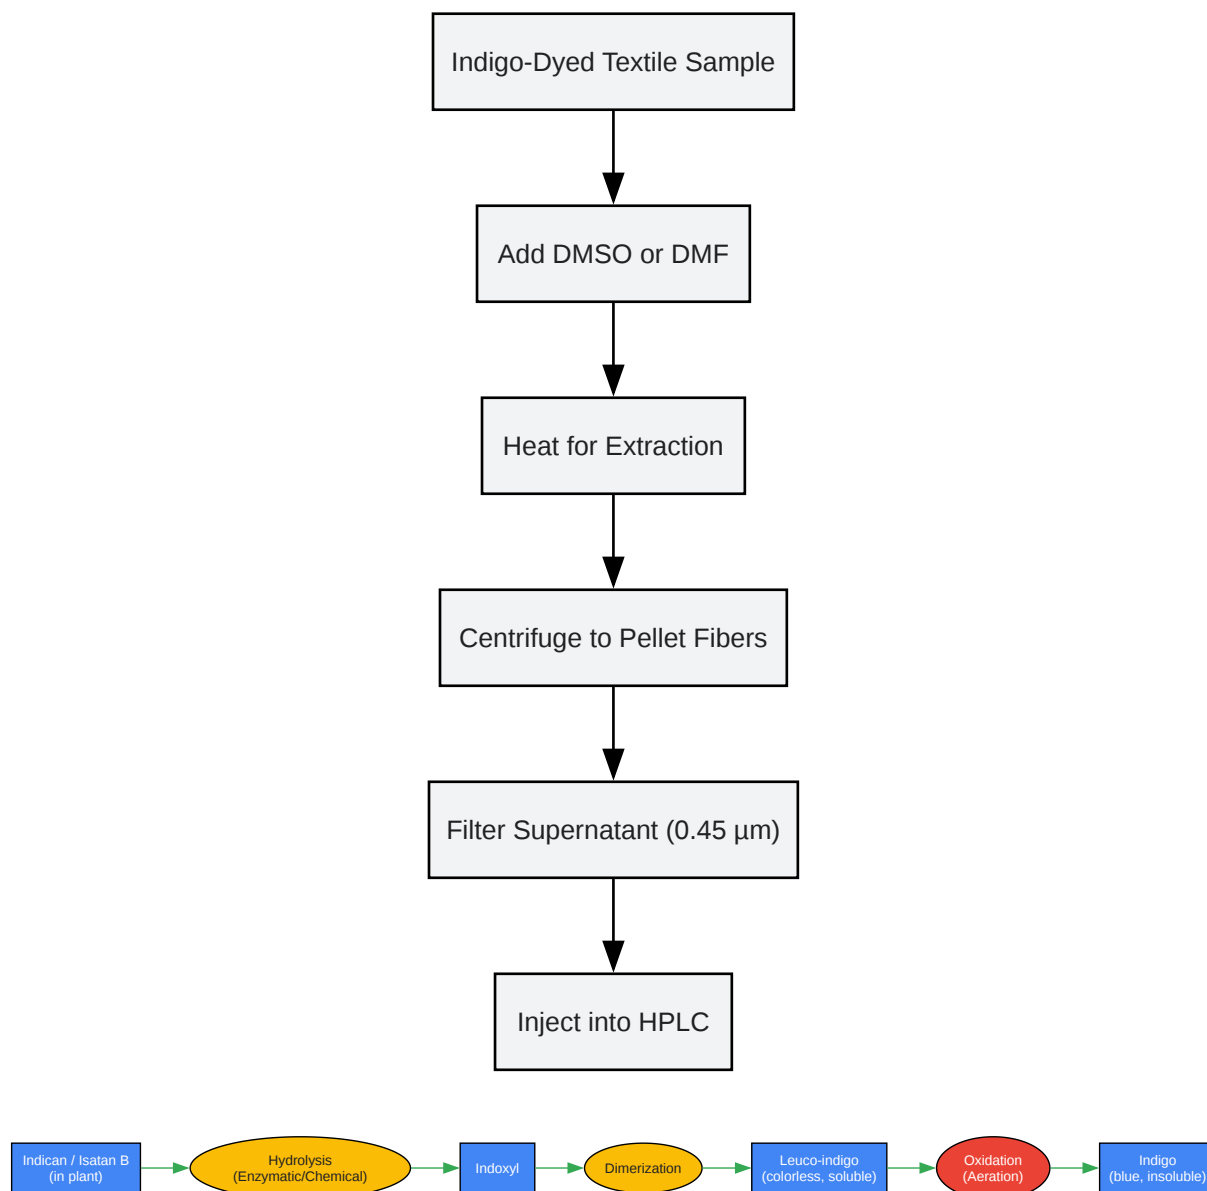 Indigo-Dyed Textile Sample
Add DMSO or DMF
Heat for Extraction
Centrifuge to Pellet Fibers
Filter Supernatant (0.45 µm)
Inject into HPLC
Indican / Isatan B
(in plant)
Hydrolysis
(Enzymatic/Chemical)
Indoxyl
Dimerization
Leuco-indigo
(colorless, soluble)
Oxidation
(Aeration)
Indigo
(blue, insoluble)